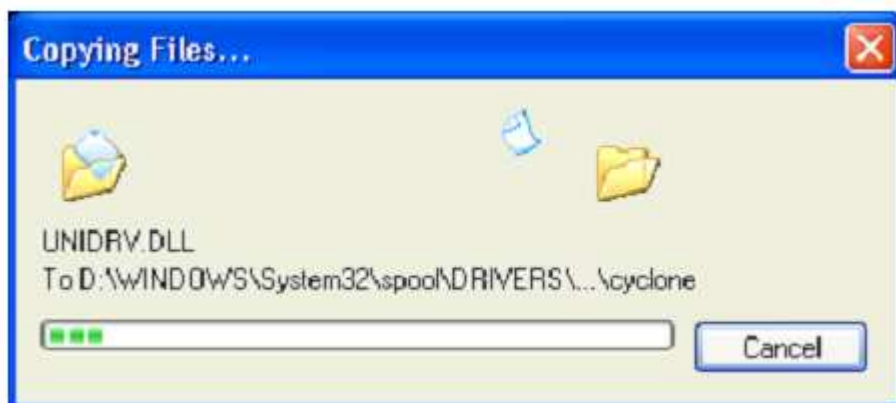 Copying Files...
UNIDRV.DLL
To D:\WINDOWS\System32\spool\DRIVERS\...\cyclone
Cancel